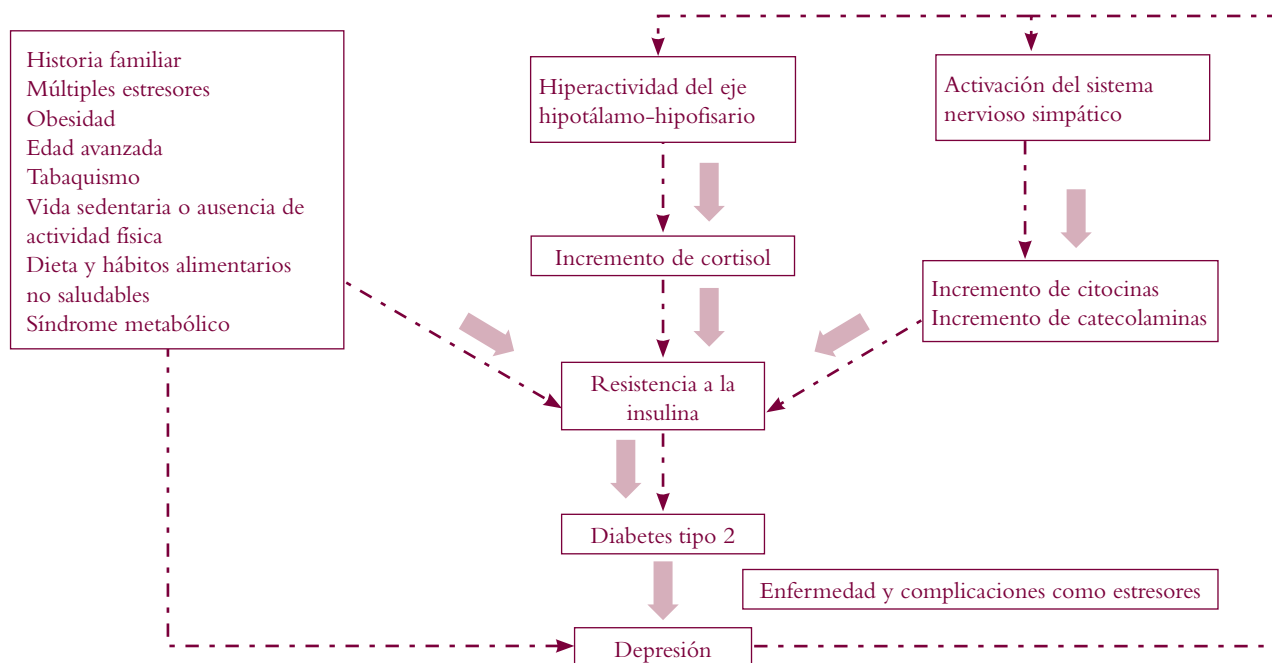 Historia familiar
Múltiples estresores
Obesidad
Edad avanzada
Tabaquismo
Vida sedentaria o ausencia de
actividad física
Dieta y hábitos alimentarios
no saludables
Síndrome metabólico
Hiperactividad del eje
hipotálamo-hipofisario
Activación del sistema
nervioso simpático
Incremento de cortisol
Incremento de citocinas
Incremento de catecolaminas
Resistencia a la
insulina
Diabetes tipo 2
Enfermedad y complicaciones como estresores
Depresión